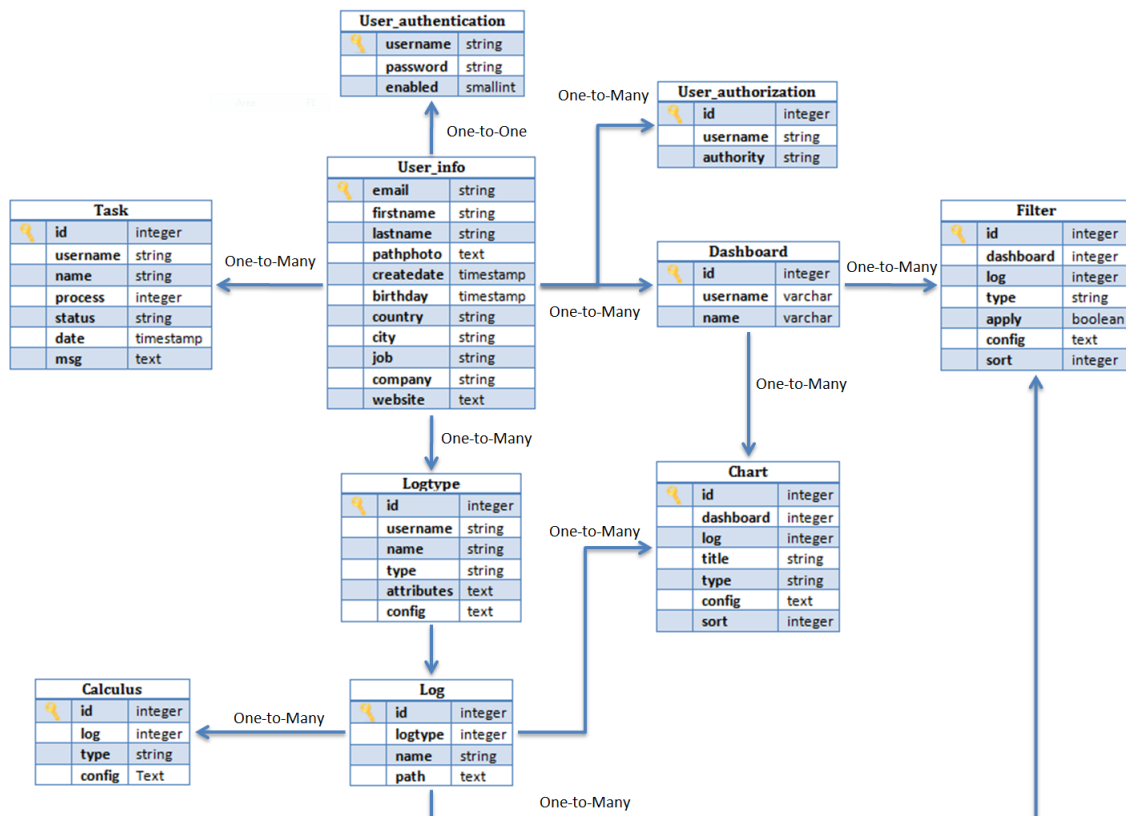 User_authentication
username string
password string
enabled smallint
One-to-One
One-to-Many
User_authorization
id integer
username string
authority string
User_info
email string
firstname string
lastname string
pathphoto text
createdate timestamp
birthday timestamp
country string
city string
job string
company string
website text
Task
id integer
username string
name string
process integer
status string
date timestamp
msg text
One-to-Many
One-to-Many
Dashboard
id integer
username varchar
name varchar
One-to-Many
Filter
id integer
dashboard integer
log integer
type string
apply boolean
config text
sort integer
One-to-Many
One-to-Many
Logtype
id integer
username string
name string
type string
attributes text
config text
One-to-Many
Chart
id integer
dashboard integer
log integer
title string
type string
config text
sort integer
Calculus
id integer
log integer
type string
config Text
One-to-Many
Log
id integer
logtype integer
name string
path text
One-to-Many